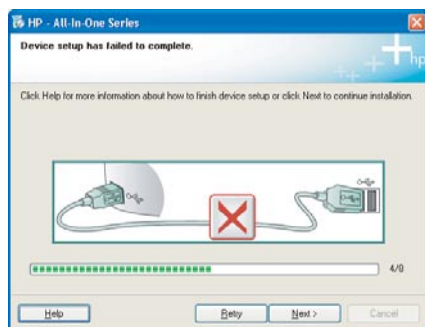 HP - All-In-One Series
Device setup has failed to complete.
hp
Click Help for more information about how to finish device setup or click Next to continue installation.
4/8
Help
Retry
Next >
Cancel